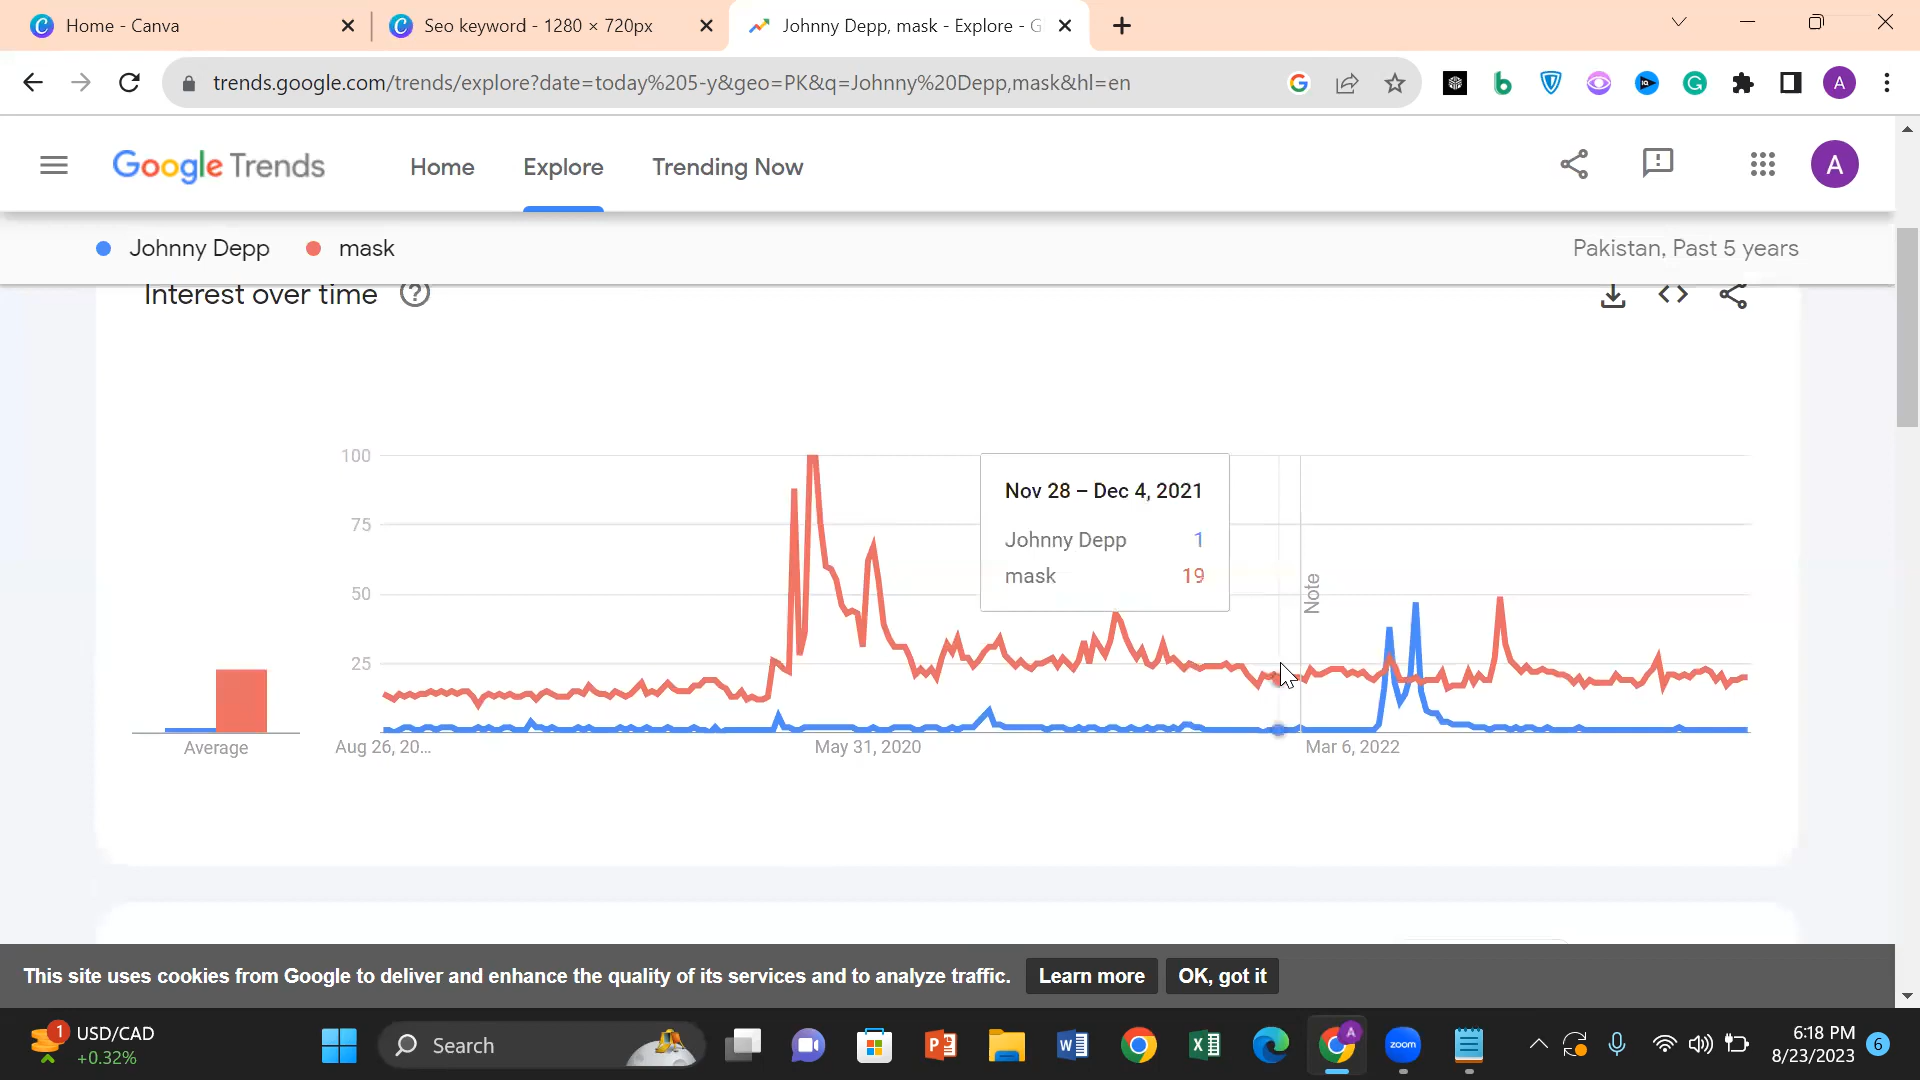 Home - Canva
Seo keyword - 1280 × 720px
Johnny Depp, mask - Explore - G
trends.google.com/trends/explore?date=today%205-y&geo=PK&q=Johnny%20Depp,mask&hl=en
A
Google Trends
Home
Explore
Trending Now
A
Johnny Depp
mask
Pakistan, Past 5 years
Interest over time
100
75
50
25
Nov 28 – Dec 4, 2021
Johnny Depp 1
mask 19
Note
Average
Aug 26, 20...
May 31, 2020
Mar 6, 2022
This site uses cookies from Google to deliver and enhance the quality of its services and to analyze traffic.
Learn more
OK, got it
1
USD/CAD
+0.32%
Search
A
zoom
6:18 PM
8/23/2023
6